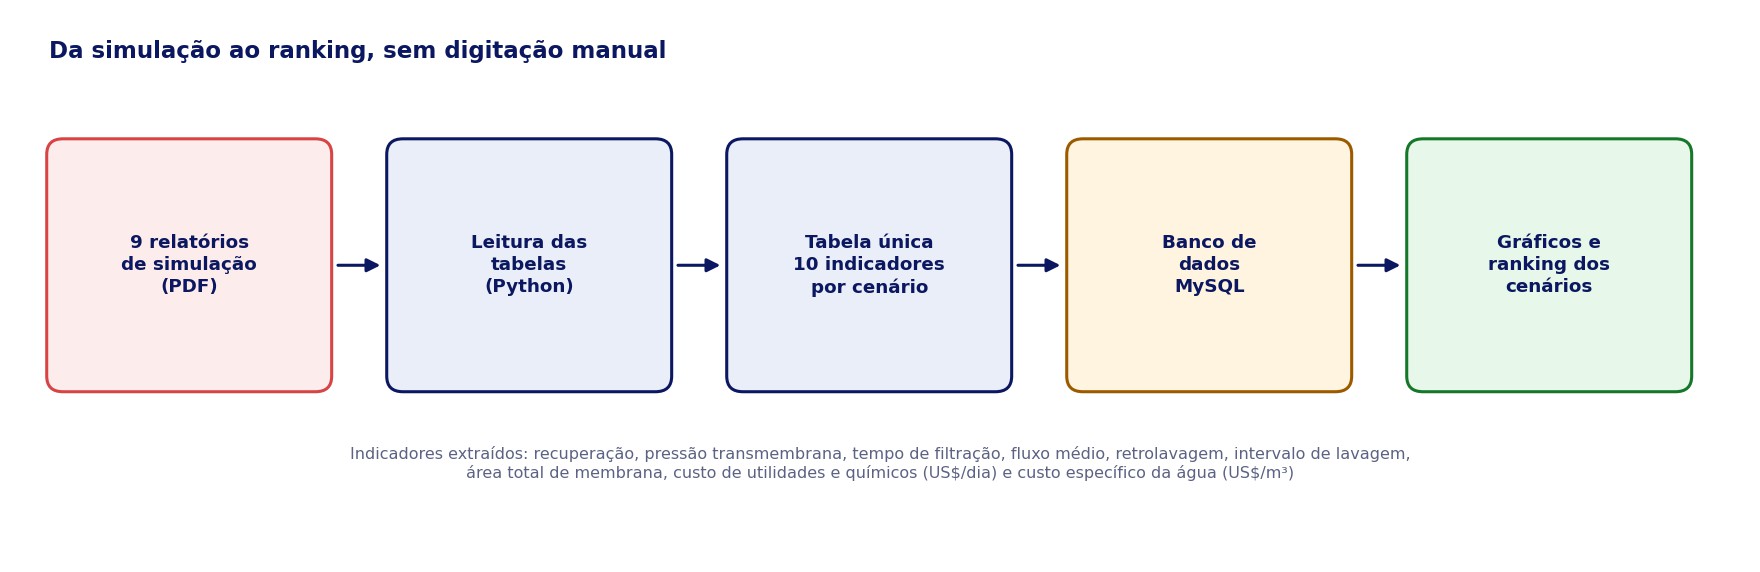 Da simulação ao ranking, sem digitação manual
9 relatórios
de simulação
(PDF)
Leitura das
tabelas
(Python)
Tabela única
10 indicadores
por cenário
Banco de
dados
MySQL
Gráficos e
ranking dos
cenários
Indicadores extraídos: recuperação, pressão transmembrana, tempo de filtração, fluxo médio, retrolavagem, intervalo de lavagem,
área total de membrana, custo de utilidades e químicos (US$/dia) e custo específico da água (US$/m³)